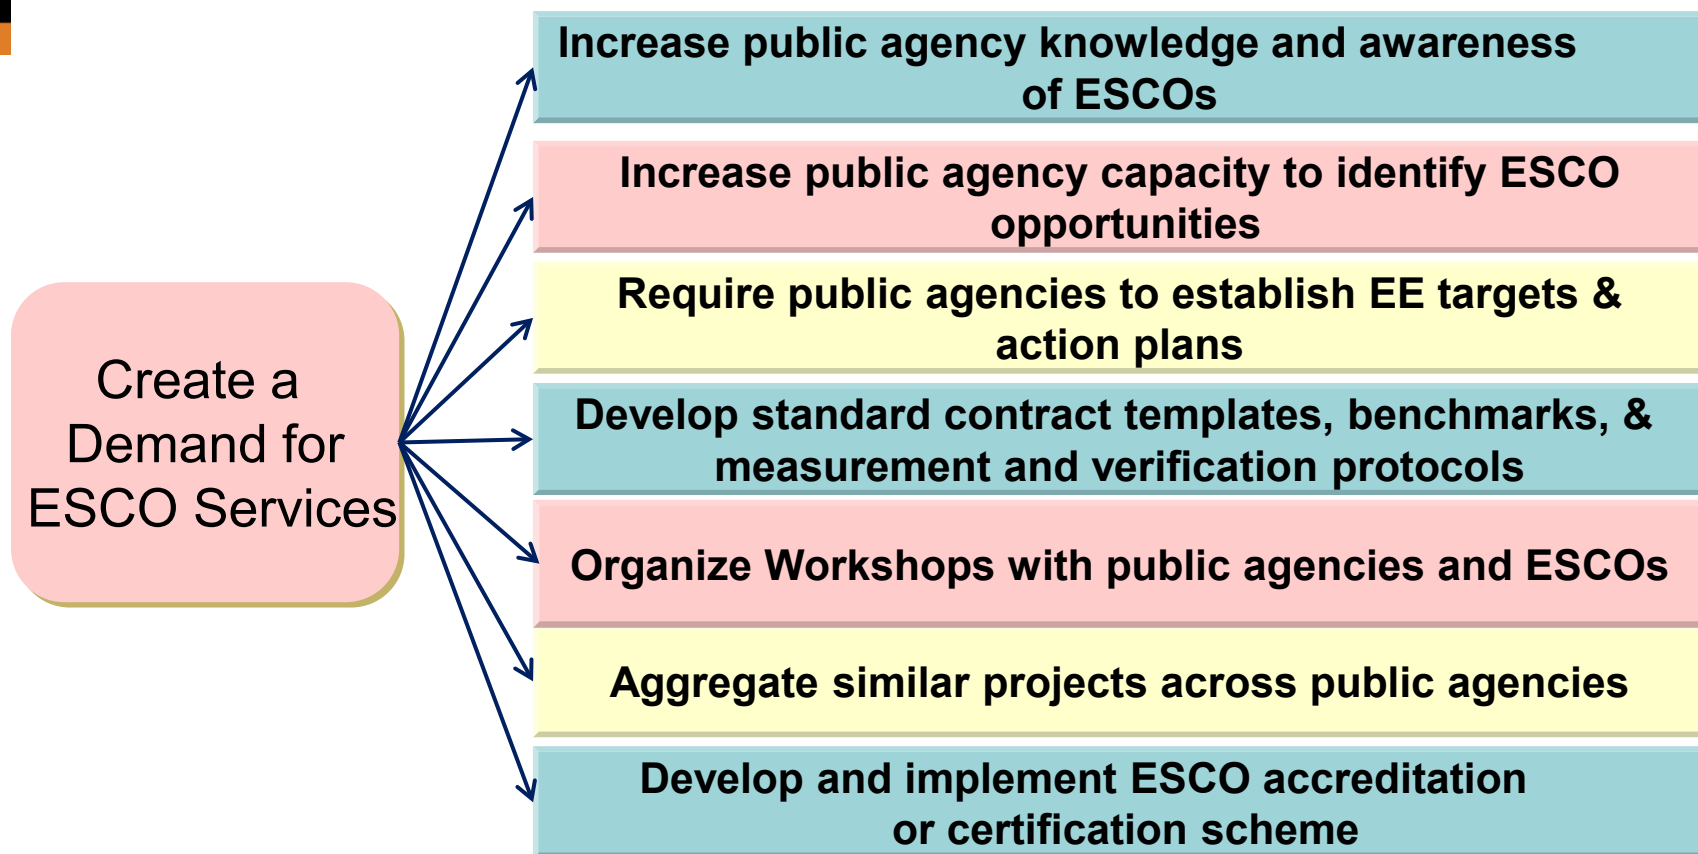 Increase public agency knowledge and awareness
of ESCOs
Increase public agency capacity to identify ESCO
opportunities
Require public agencies to establish EE targets &
action plans
Create a
Demand for
ESCO Services
Develop standard contract templates, benchmarks, &
measurement and verification protocols
Organize Workshops with public agencies and ESCOs
Aggregate similar projects across public agencies
Develop and implement ESCO accreditation
or certification scheme